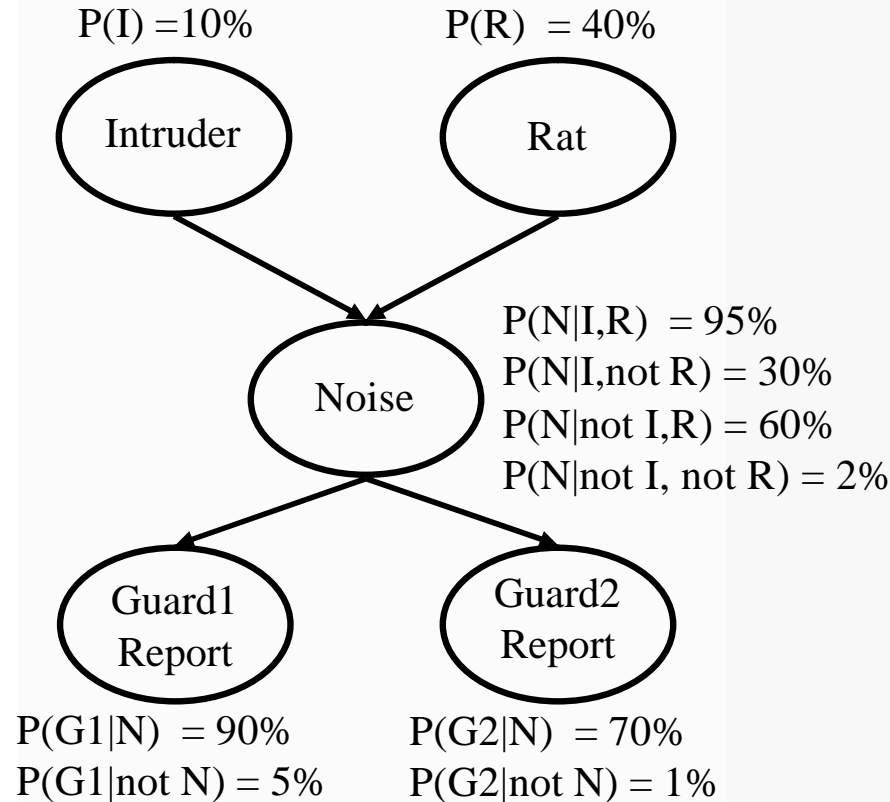 P(I) =10%
P(R) = 40%
Intruder
Rat
P(N|I,R) = 95%
P(N|I,not R) = 30%
P(N|not I,R) = 60%
P(N|not I, not R) = 2%
Noise
Guard1
Report
Guard2
Report
P(G1|N) = 90%
P(G1|not N) = 5%
P(G2|N) = 70%
P(G2|not N) = 1%